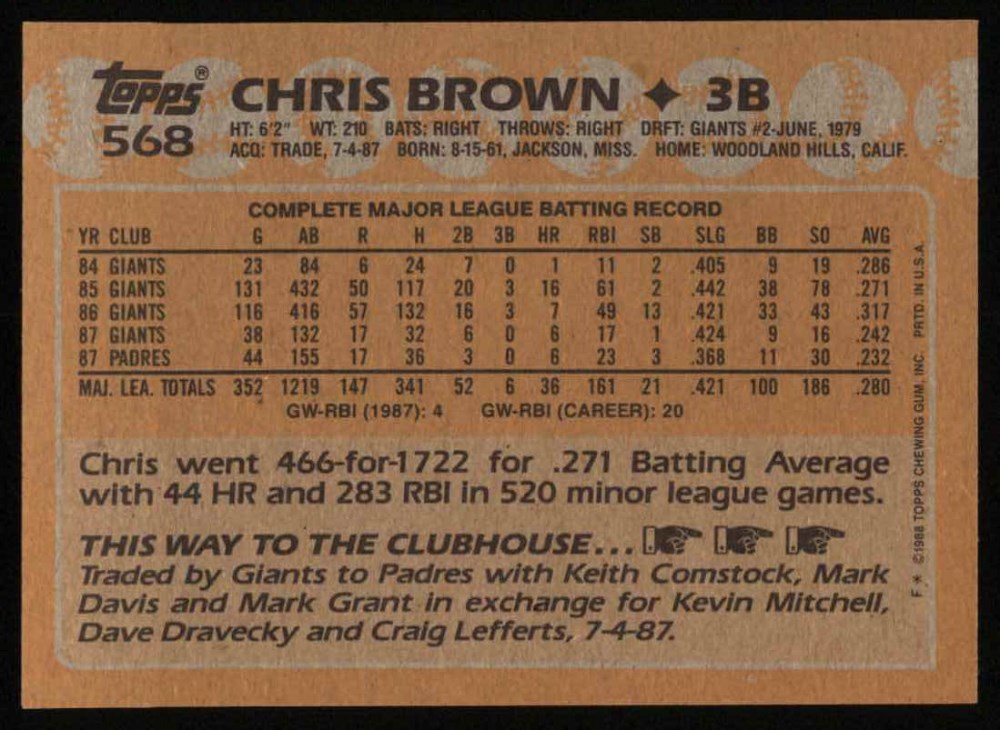 Topps® CHRIS BROWN ✦ 3B
568 HT: 6'2" WT: 210 BATS: RIGHT THROWS: RIGHT DRFT: GIANTS #2-JUNE, 1979
ACQ: TRADE, 7-4-87 BORN: 8-15-61, JACKSON, MISS. HOME: WOODLAND HILLS, CALIF.
COMPLETE MAJOR LEAGUE BATTING RECORD
YR CLUB G AB R H 2B 3B HR RBI SB SLG BB SO AVG
84 GIANTS 23 84 6 24 7 0 1 11 2 .405 9 19 .286
85 GIANTS 131 432 50 117 20 3 16 61 2 .442 38 78 .271
86 GIANTS 116 416 57 132 16 3 7 49 13 .421 33 43 .317
87 GIANTS 38 132 17 32 6 0 6 17 1 .424 9 16 .242
87 PADRES 44 155 17 36 3 0 6 23 3 .368 11 30 .232
MAJ. LEA. TOTALS 352 1219 147 341 52 6 36 161 21 .421 100 186 .280
GW-RBI (1987): 4 GW-RBI (CAREER): 20
Chris went 466-for-1722 for .271 Batting Average
with 44 HR and 283 RBI in 520 minor league games.
THIS WAY TO THE CLUBHOUSE...
Traded by Giants to Padres with Keith Comstock, Mark
Davis and Mark Grant in exchange for Kevin Mitchell,
Dave Dravecky and Craig Lefferts, 7-4-87.
F* ©1988 TOPPS CHEWING GUM, INC. PRTD. IN U.S.A.